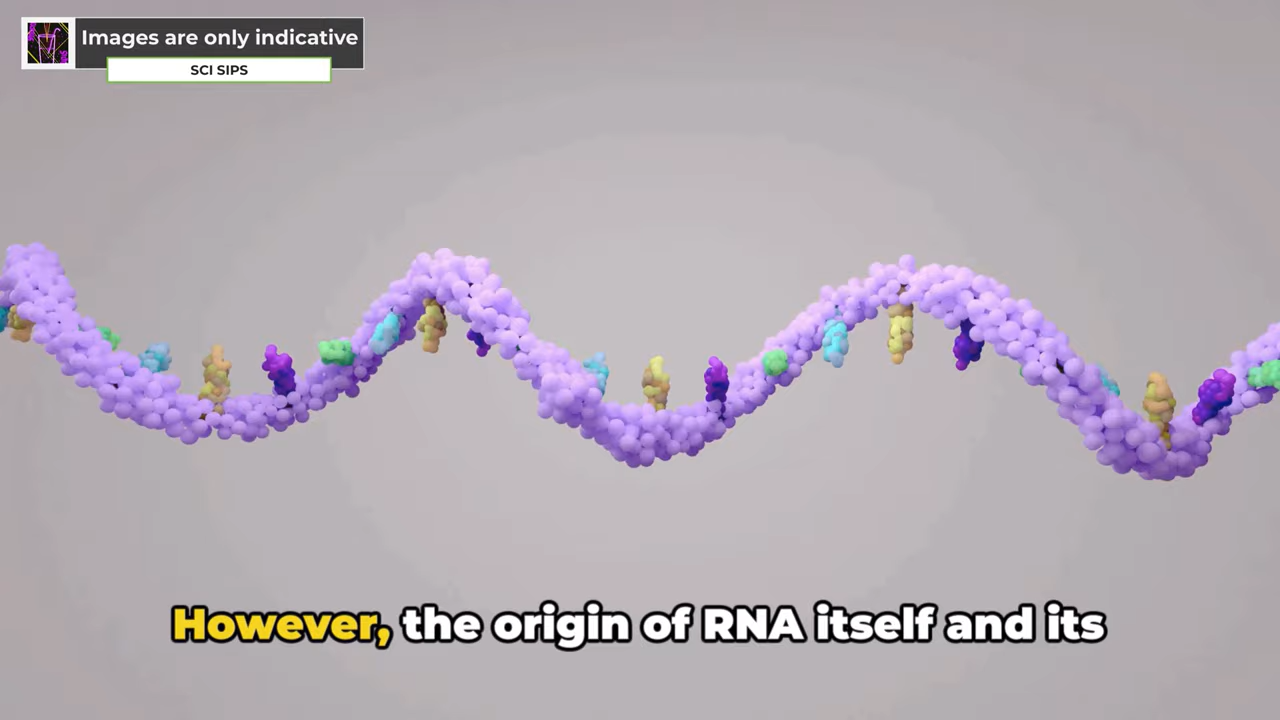 Images are only indicative
SCI SIPS
However, the origin of RNA itself and its